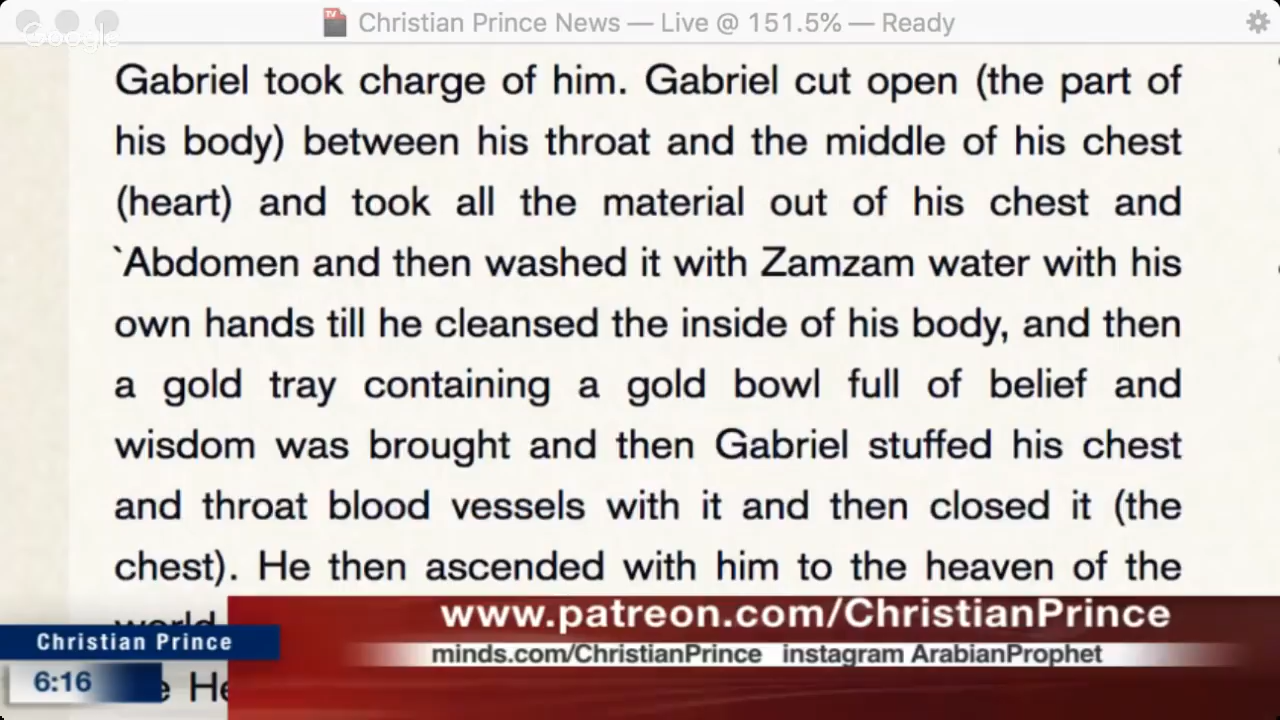 Christian Prince News — Live @ 151.5% — Ready
TV
Google
Gabriel took charge of him. Gabriel cut open (the part of
his body) between his throat and the middle of his chest
(heart) and took all the material out of his chest and
`Abdomen and then washed it with Zamzam water with his
own hands till he cleansed the inside of his body, and then
a gold tray containing a gold bowl full of belief and
wisdom was brought and then Gabriel stuffed his chest
and throat blood vessels with it and then closed it (the
chest). He then ascended with him to the heaven of the
world
www.patreon.com/ChristianPrince
Christian Prince
minds.com/ChristianPrince instagram ArabianProphet
6:16
He